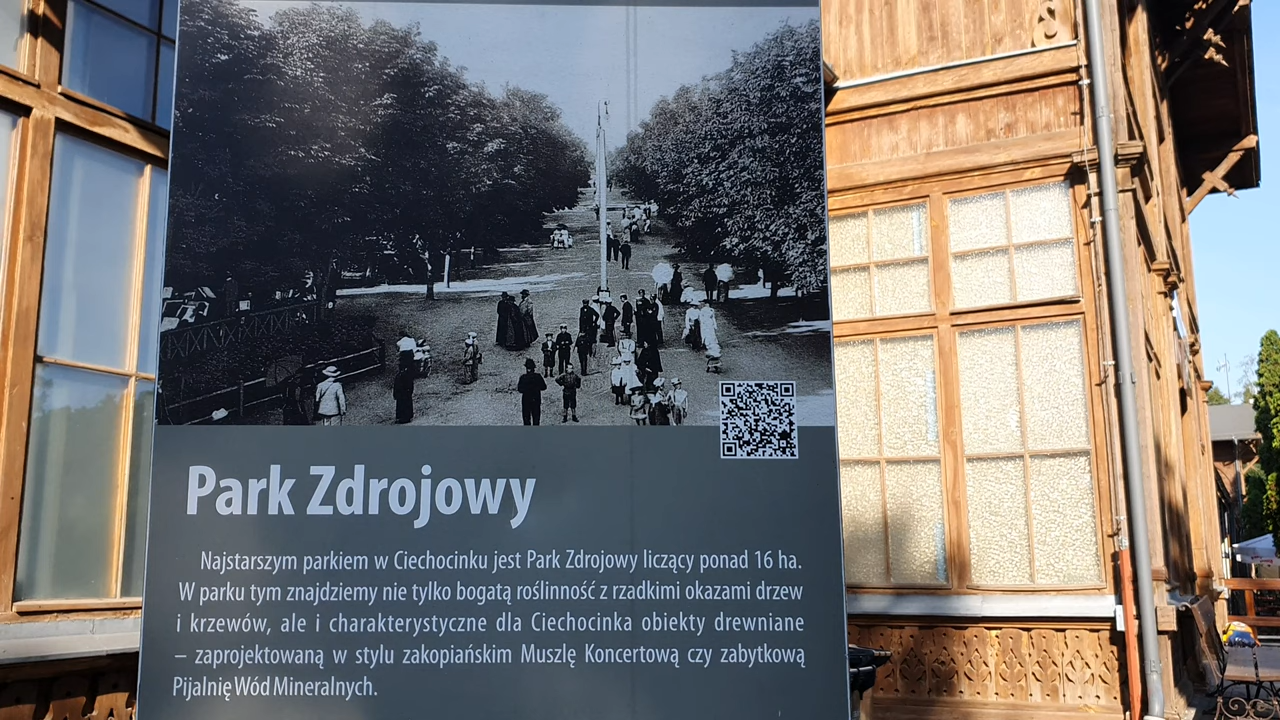 Park Zdrojowy
Najstarszym parkiem w Ciechocinku jest Park Zdrojowy liczący ponad 16 ha.
W parku tym znajdziemy nie tylko bogatą roślinność z rzadkimi okazami drzew
i krzewów, ale i charakterystyczne dla Ciechocinka obiekty drewniane
– zaprojektowaną w stylu zakopiańskim Muszlę Koncertową czy zabytkową
Pijalnię Wód Mineralnych.